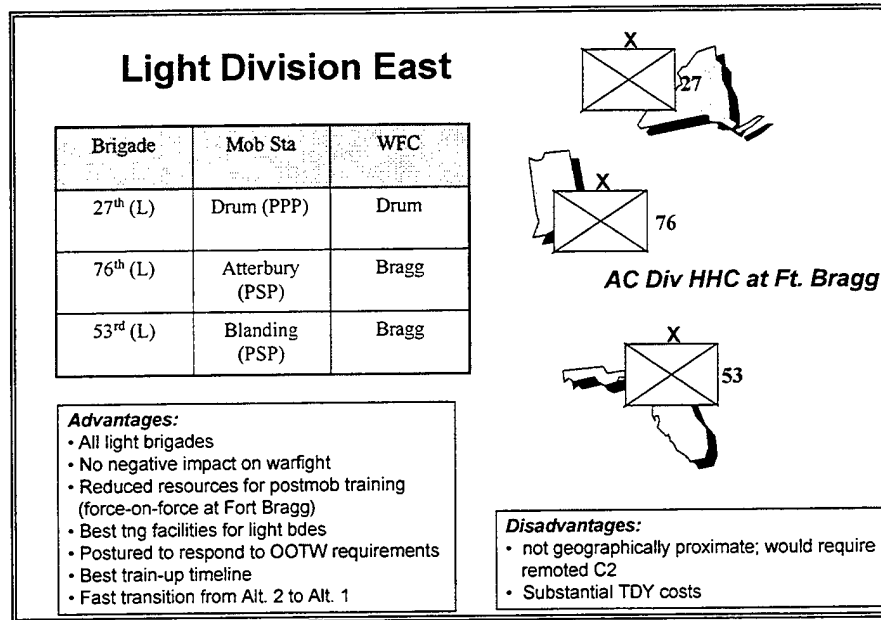 Light Division East
Brigade Mob Sta WFC
27th (L) Drum (PPP) Drum
76th (L) Atterbury Bragg
(PSP)
53rd (L) Blanding Bragg
(PSP)
X
27
X
76
AC Div HHC at Ft. Bragg
X
53
Advantages:
• All light brigades
• No negative impact on warfight
• Reduced resources for postmob training
(force-on-force at Fort Bragg)
• Best tng facilities for light bdes
• Postured to respond to OOTW requirements
• Best train-up timeline
• Fast transition from Alt. 2 to Alt. 1
Disadvantages:
• not geographically proximate; would require
remoted C2
• Substantial TDY costs